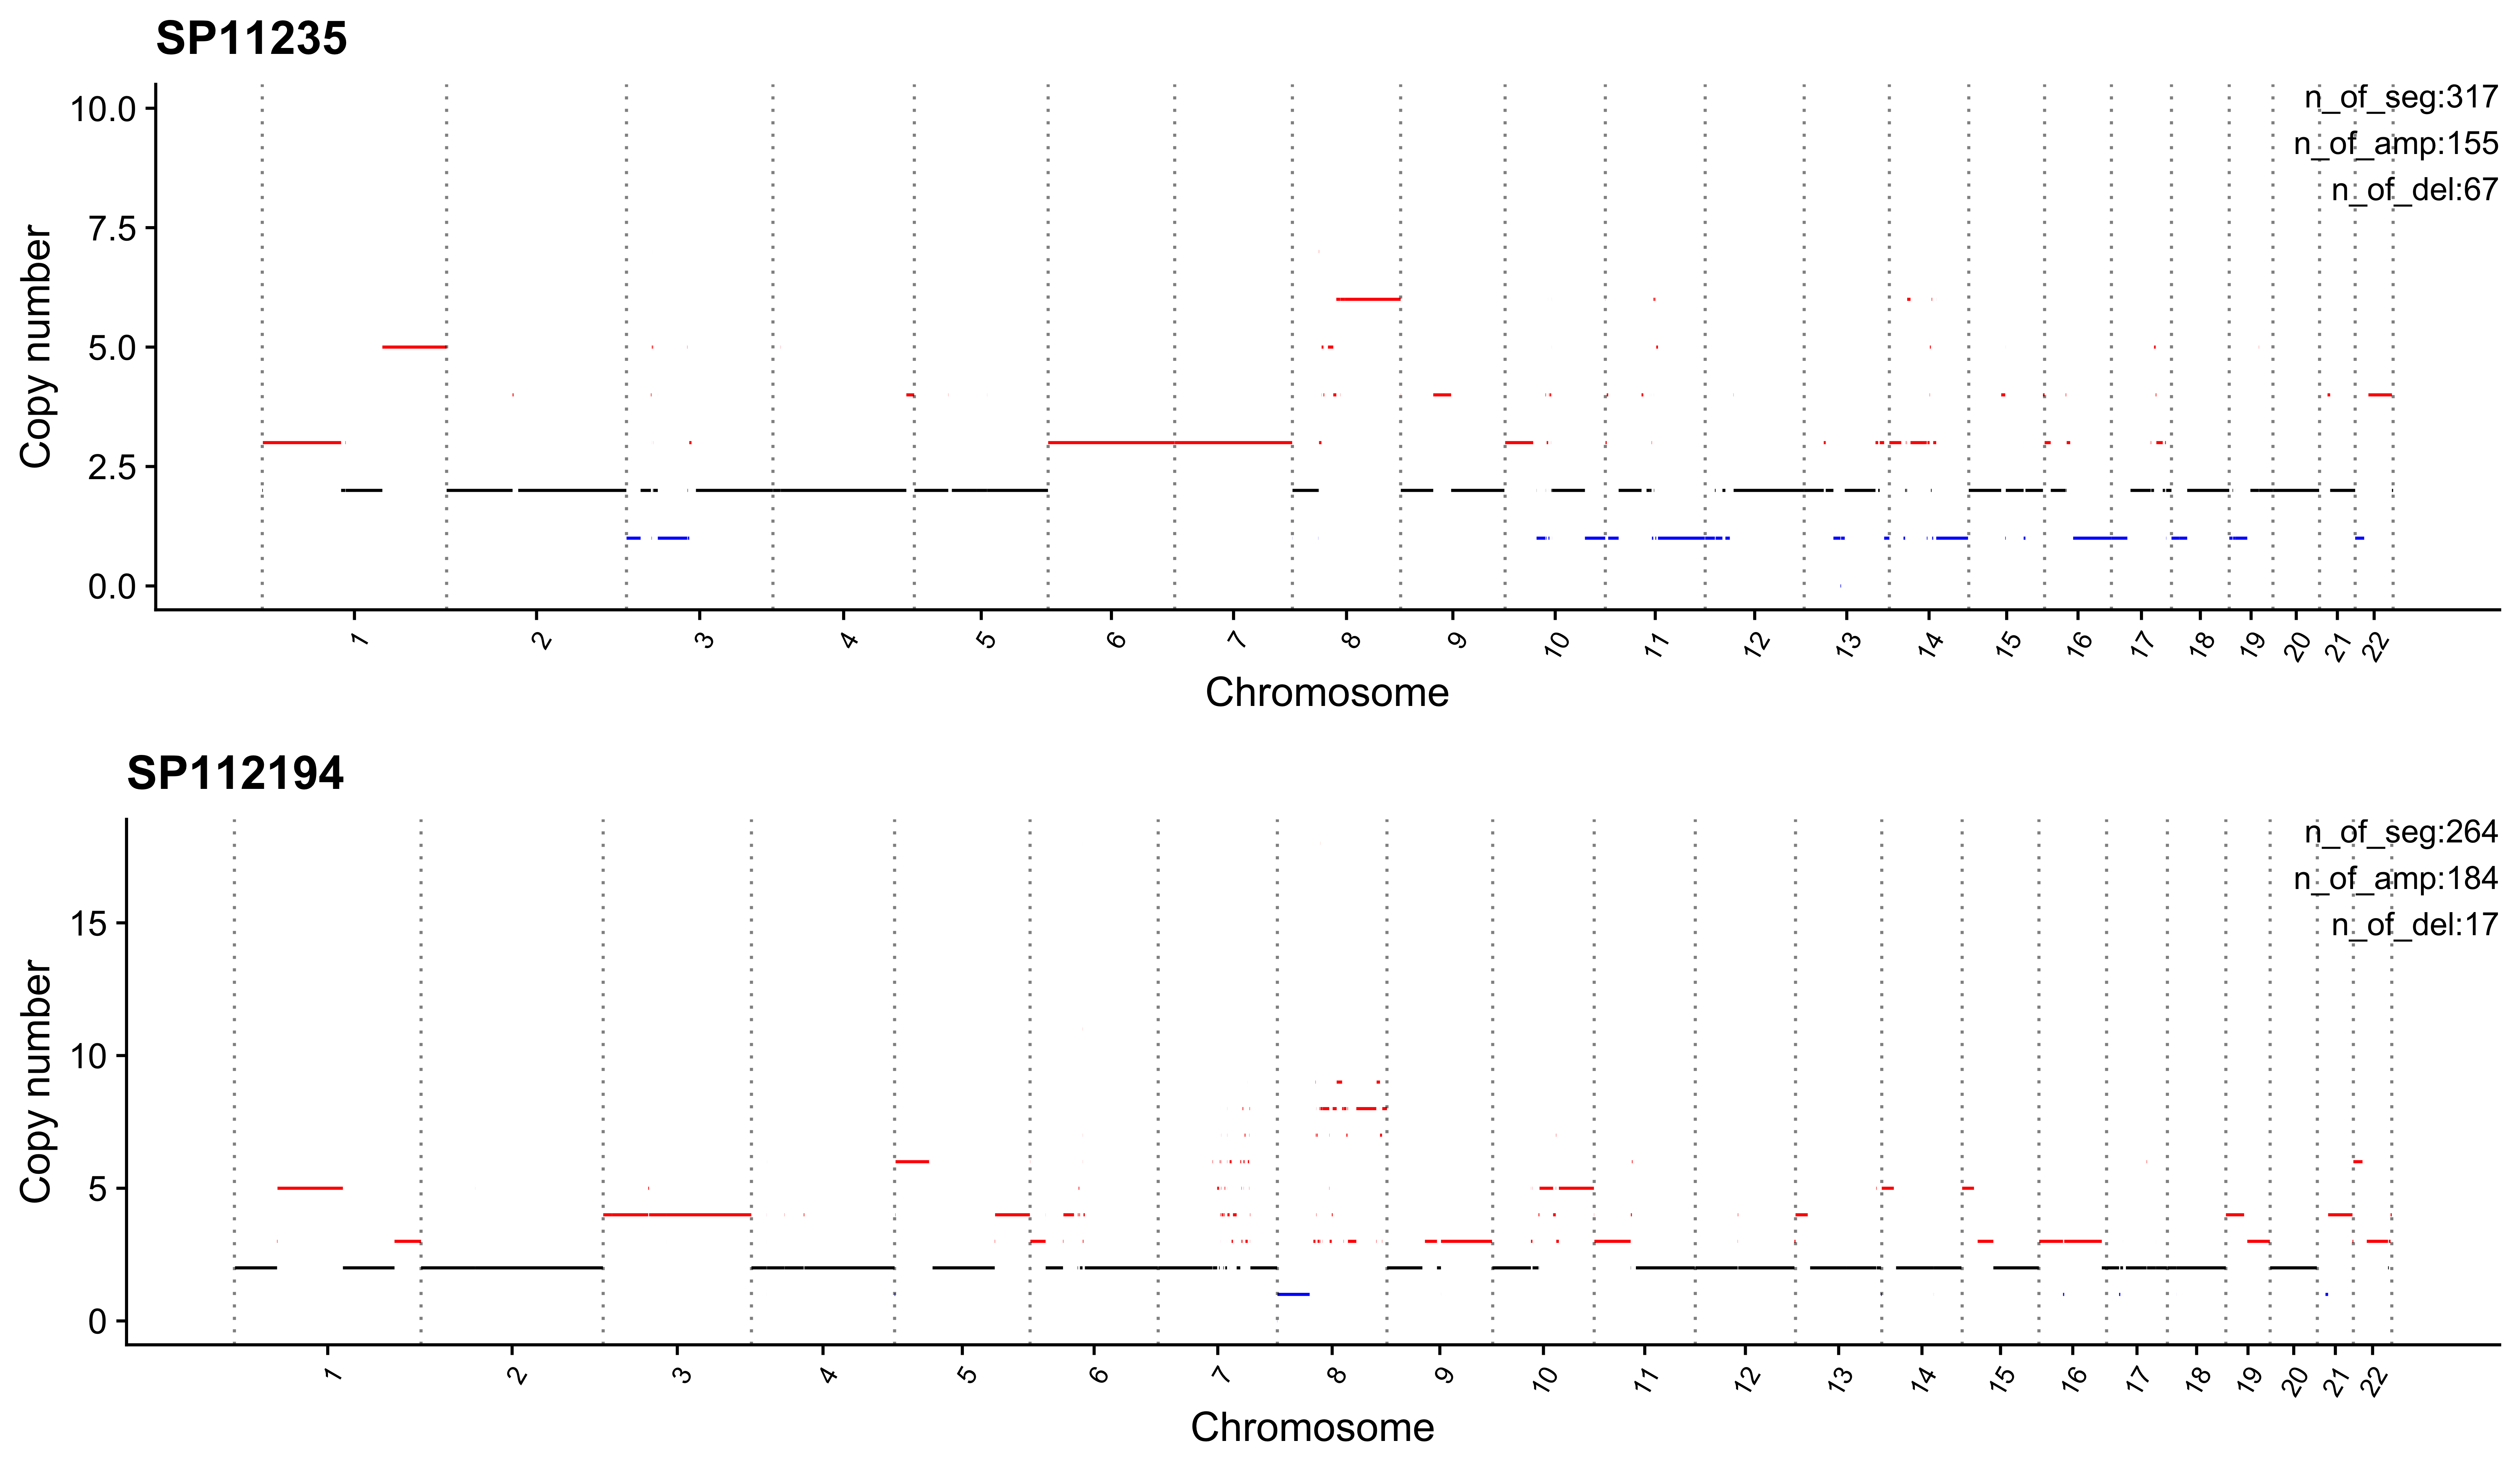 SP11235
n_of_seg:317
n_of_amp:155
n_of_del:67
Copy number
10.0
7.5
5.0
2.5
0.0
1 2 3 4 5 6 7 8 9 10 11 12 13 14 15 16 17 18 19 20 21 22
Chromosome
SP112194
n_of_seg:264
n_of_amp:184
n_of_del:17
Copy number
15
10
5
0
1 2 3 4 5 6 7 8 9 10 11 12 13 14 15 16 17 18 19 20 21 22
Chromosome